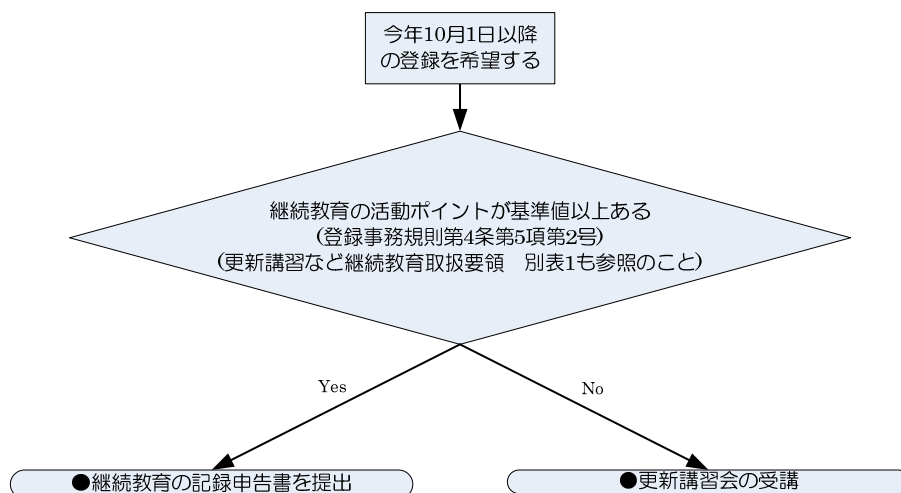 今年10月1日以降
の登録を希望する
継続教育の活動ポイントが基準値以上ある
(登録事務規則第4条第5項第2号)
(更新講習など継続教育取扱要領　別表1も参照のこと)
Yes
No
●継続教育の記録申告書を提出
●更新講習会の受講